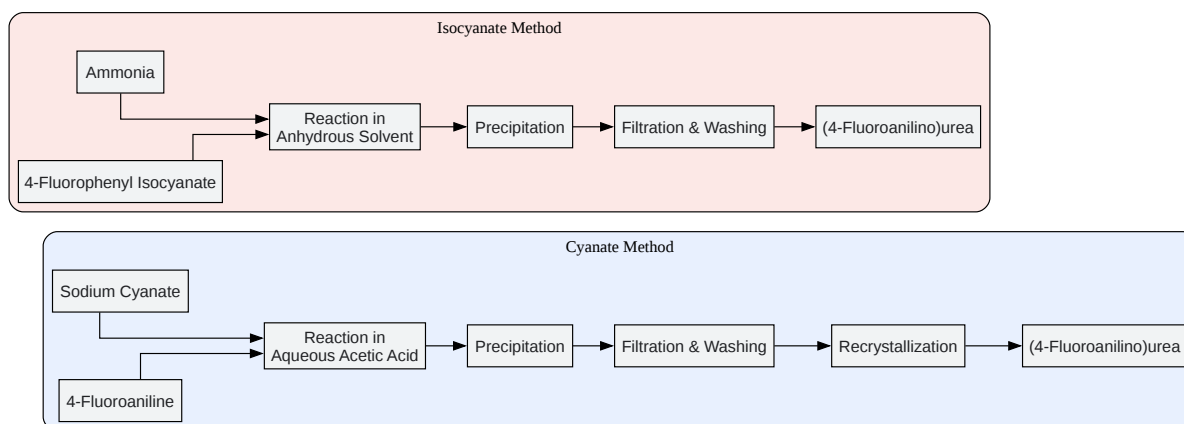 Isocyanate Method
Ammonia
4-Fluorophenyl Isocyanate
Reaction in
Anhydrous Solvent
Precipitation
Filtration & Washing
(4-Fluoroanilino)urea
Cyanate Method
Sodium Cyanate
4-Fluoroaniline
Reaction in
Aqueous Acetic Acid
Precipitation
Filtration & Washing
Recrystallization
(4-Fluoroanilino)urea